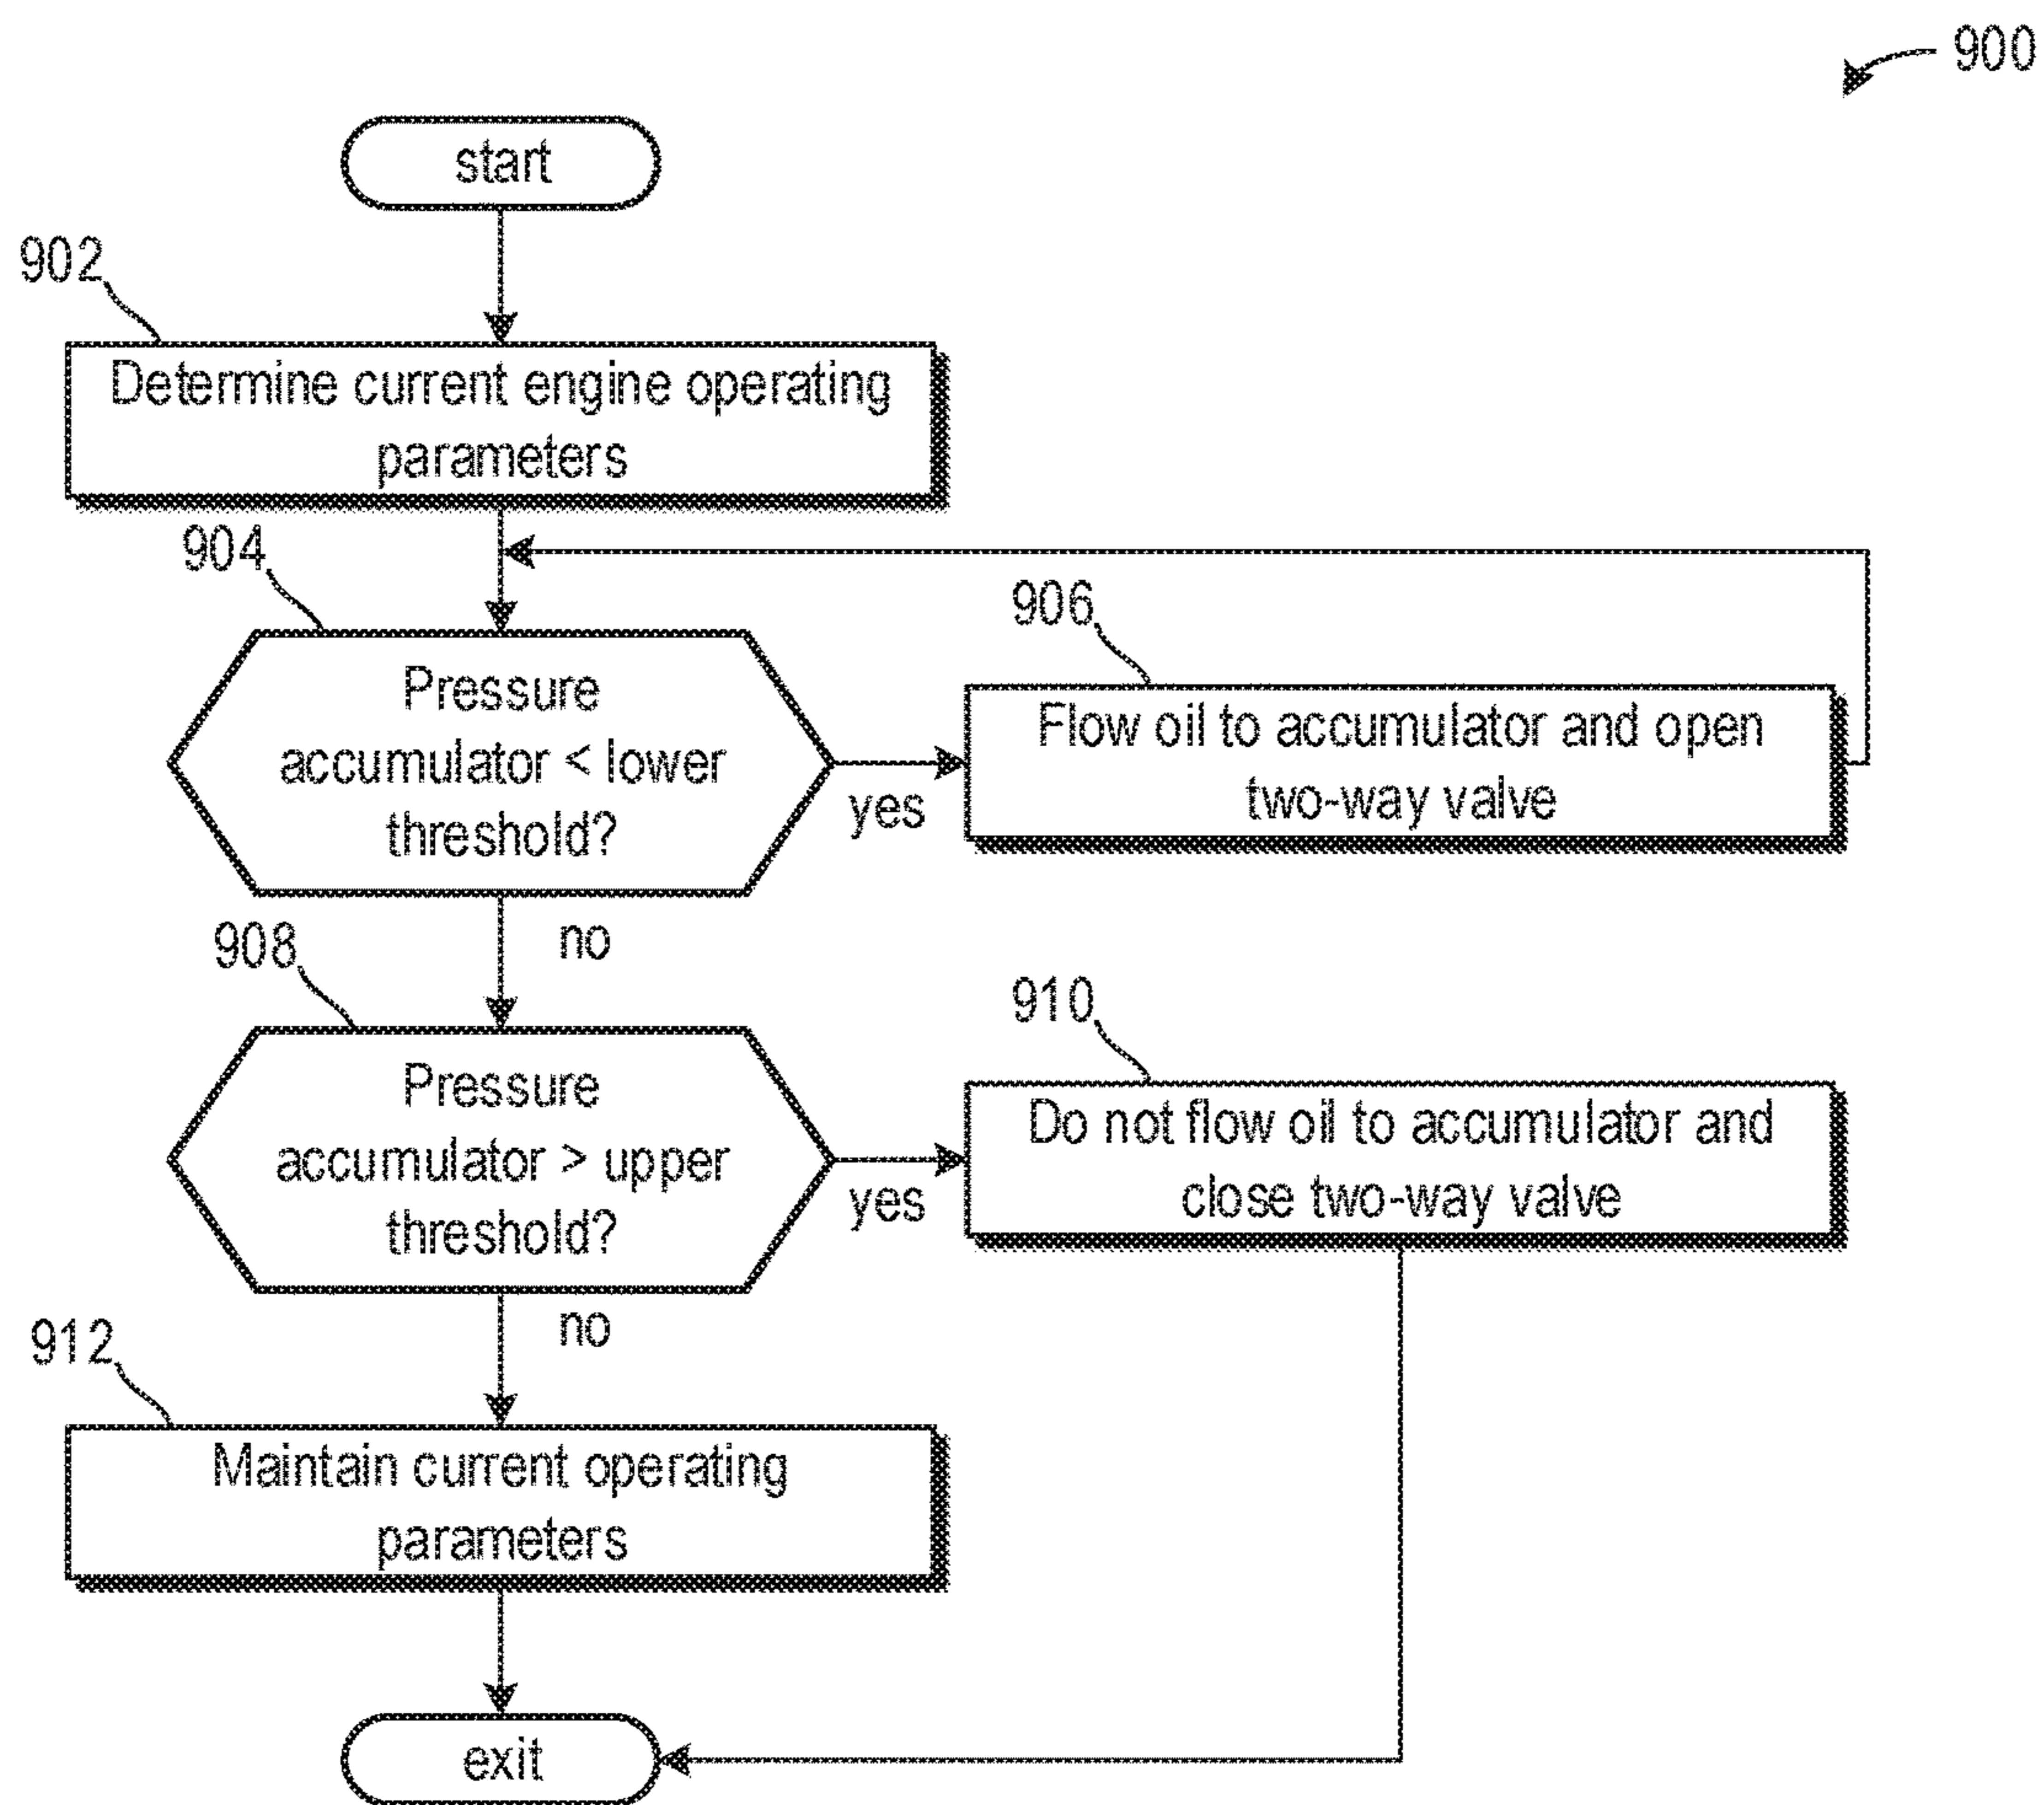 900
start
902
Determine current engine operating
parameters
904
Pressure
accumulator < lower
threshold?
yes
906
Flow oil to accumulator and open
two-way valve
no
908
Pressure
accumulator > upper
threshold?
yes
910
Do not flow oil to accumulator and
close two-way valve
no
912
Maintain current operating
parameters
exit